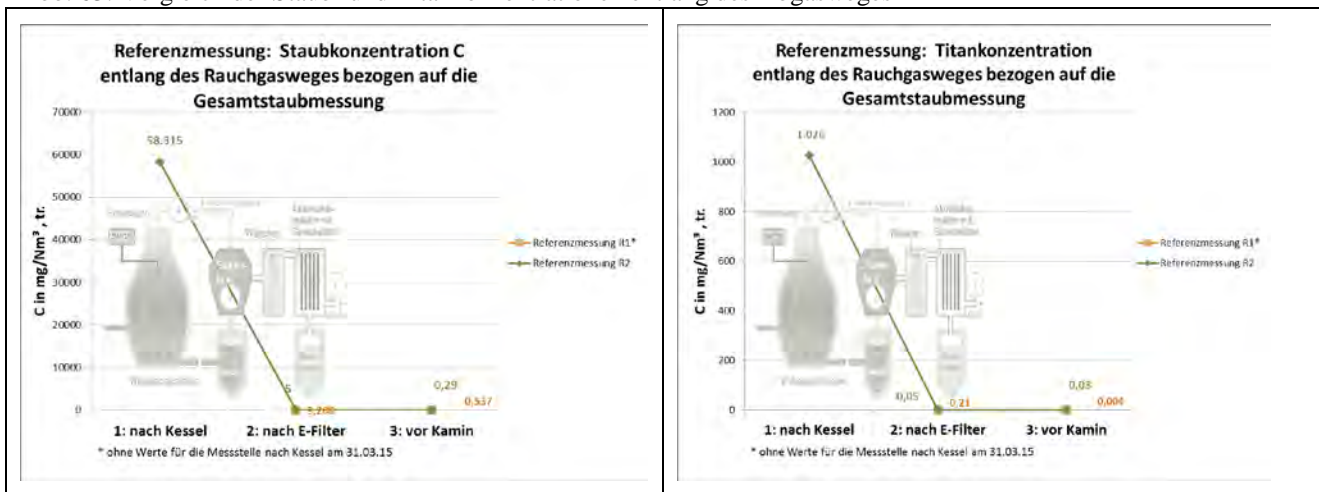 Referenzmessung: Staubkonzentration C
entlang des Rauchgasweges bezogen auf die
Gesamtstaubmessung
70000
60000
50000
40000
30000
20000
10000
0
C in mg/Nm³, tr.
58.315
5
3,200
0,29
0,537
Referenzmessung R1*
Referenzmessung R2
1: nach Kessel
2: nach E-Filter
3: vor Kamin
* ohne Werte für die Messstelle nach Kessel am 31.03.15
Referenzmessung: Titankonzentration
entlang des Rauchgasweges bezogen auf die
Gesamtstaubmessung
1200
1000
800
600
400
200
0
C in mg/Nm³, tr.
1.026
0,05
0,21
0,03
Referenzmessung R1*
Referenzmessung R2
1: nach Kessel
2: nach E-Filter
3: vor Kamin
* ohne Werte für die Messstelle nach Kessel am 31.03.15